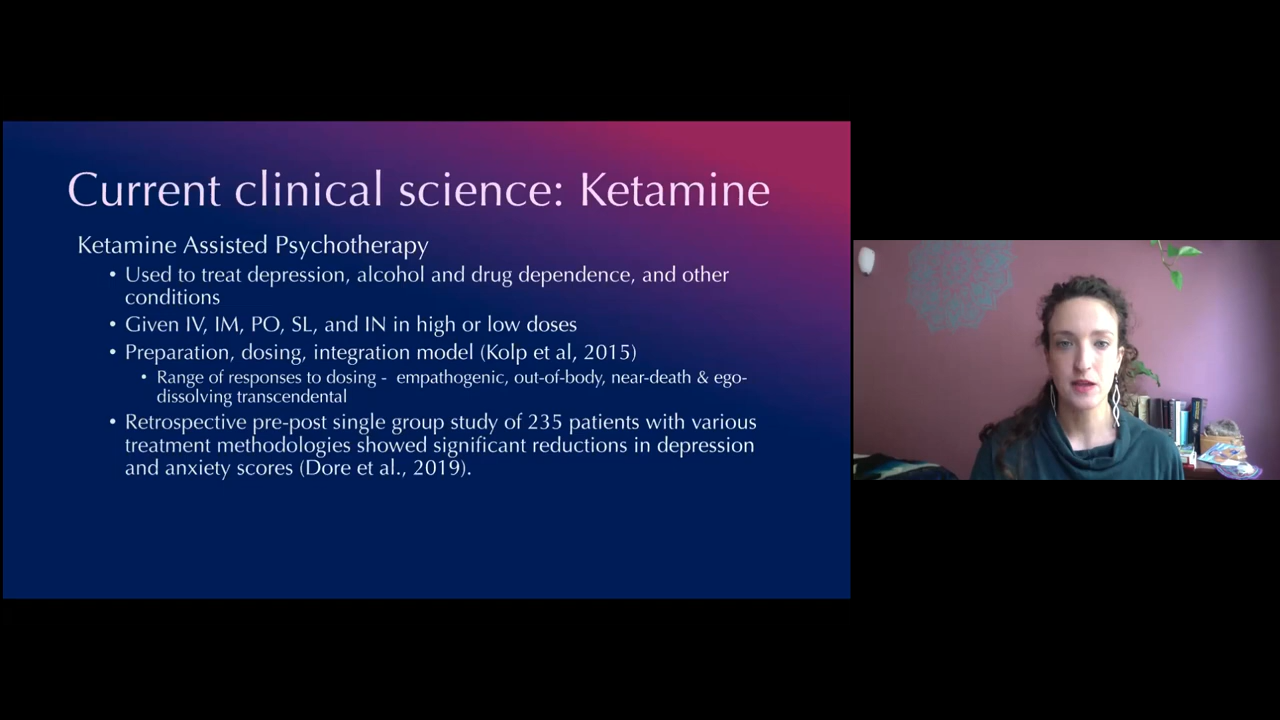 Current clinical science: Ketamine
Ketamine Assisted Psychotherapy
• Used to treat depression, alcohol and drug dependence, and other
conditions
• Given IV, IM, PO, SL, and IN in high or low doses
• Preparation, dosing, integration model (Kolp et al, 2015)
• Range of responses to dosing - empathogenic, out-of-body, near-death & ego-
dissolving transcendental
• Retrospective pre-post single group study of 235 patients with various
treatment methodologies showed significant reductions in depression
and anxiety scores (Dore et al., 2019).